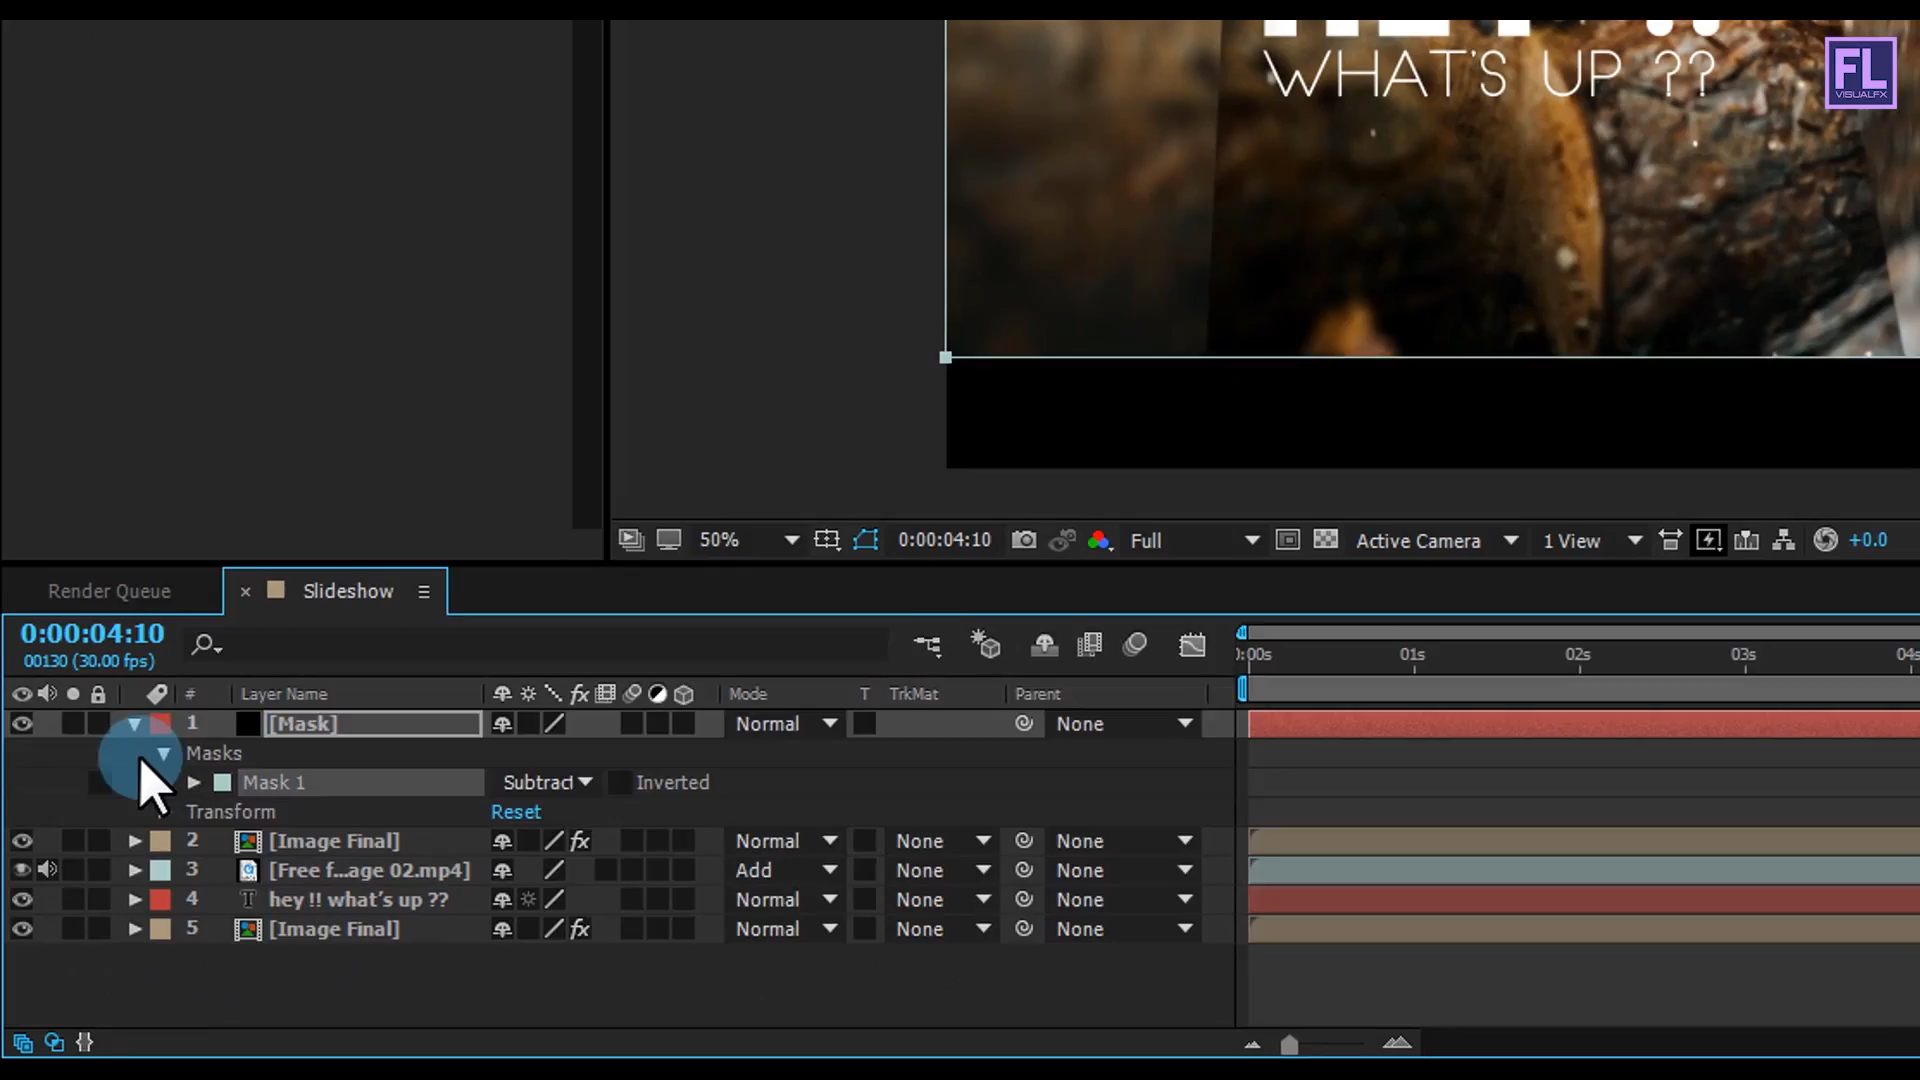 WHAT'S UP ??
FL
VISUALFX
50% 0:00:04:10 Full Active Camera 1 View +0.0
Render Queue × Slideshow
0:00:04:10
00130 (30.00 fps)
:00s 01s 02s 03s 04s
# Layer Name fx Mode T TrkMat Parent
1 [Mask] Normal None
Masks
Mask 1 Subtract Inverted
Transform Reset
2 [Image Final] fx Normal None None
3 [Free f...age 02.mp4] Add None None
4 T hey !! what's up ?? Normal None None
5 [Image Final] fx Normal None None